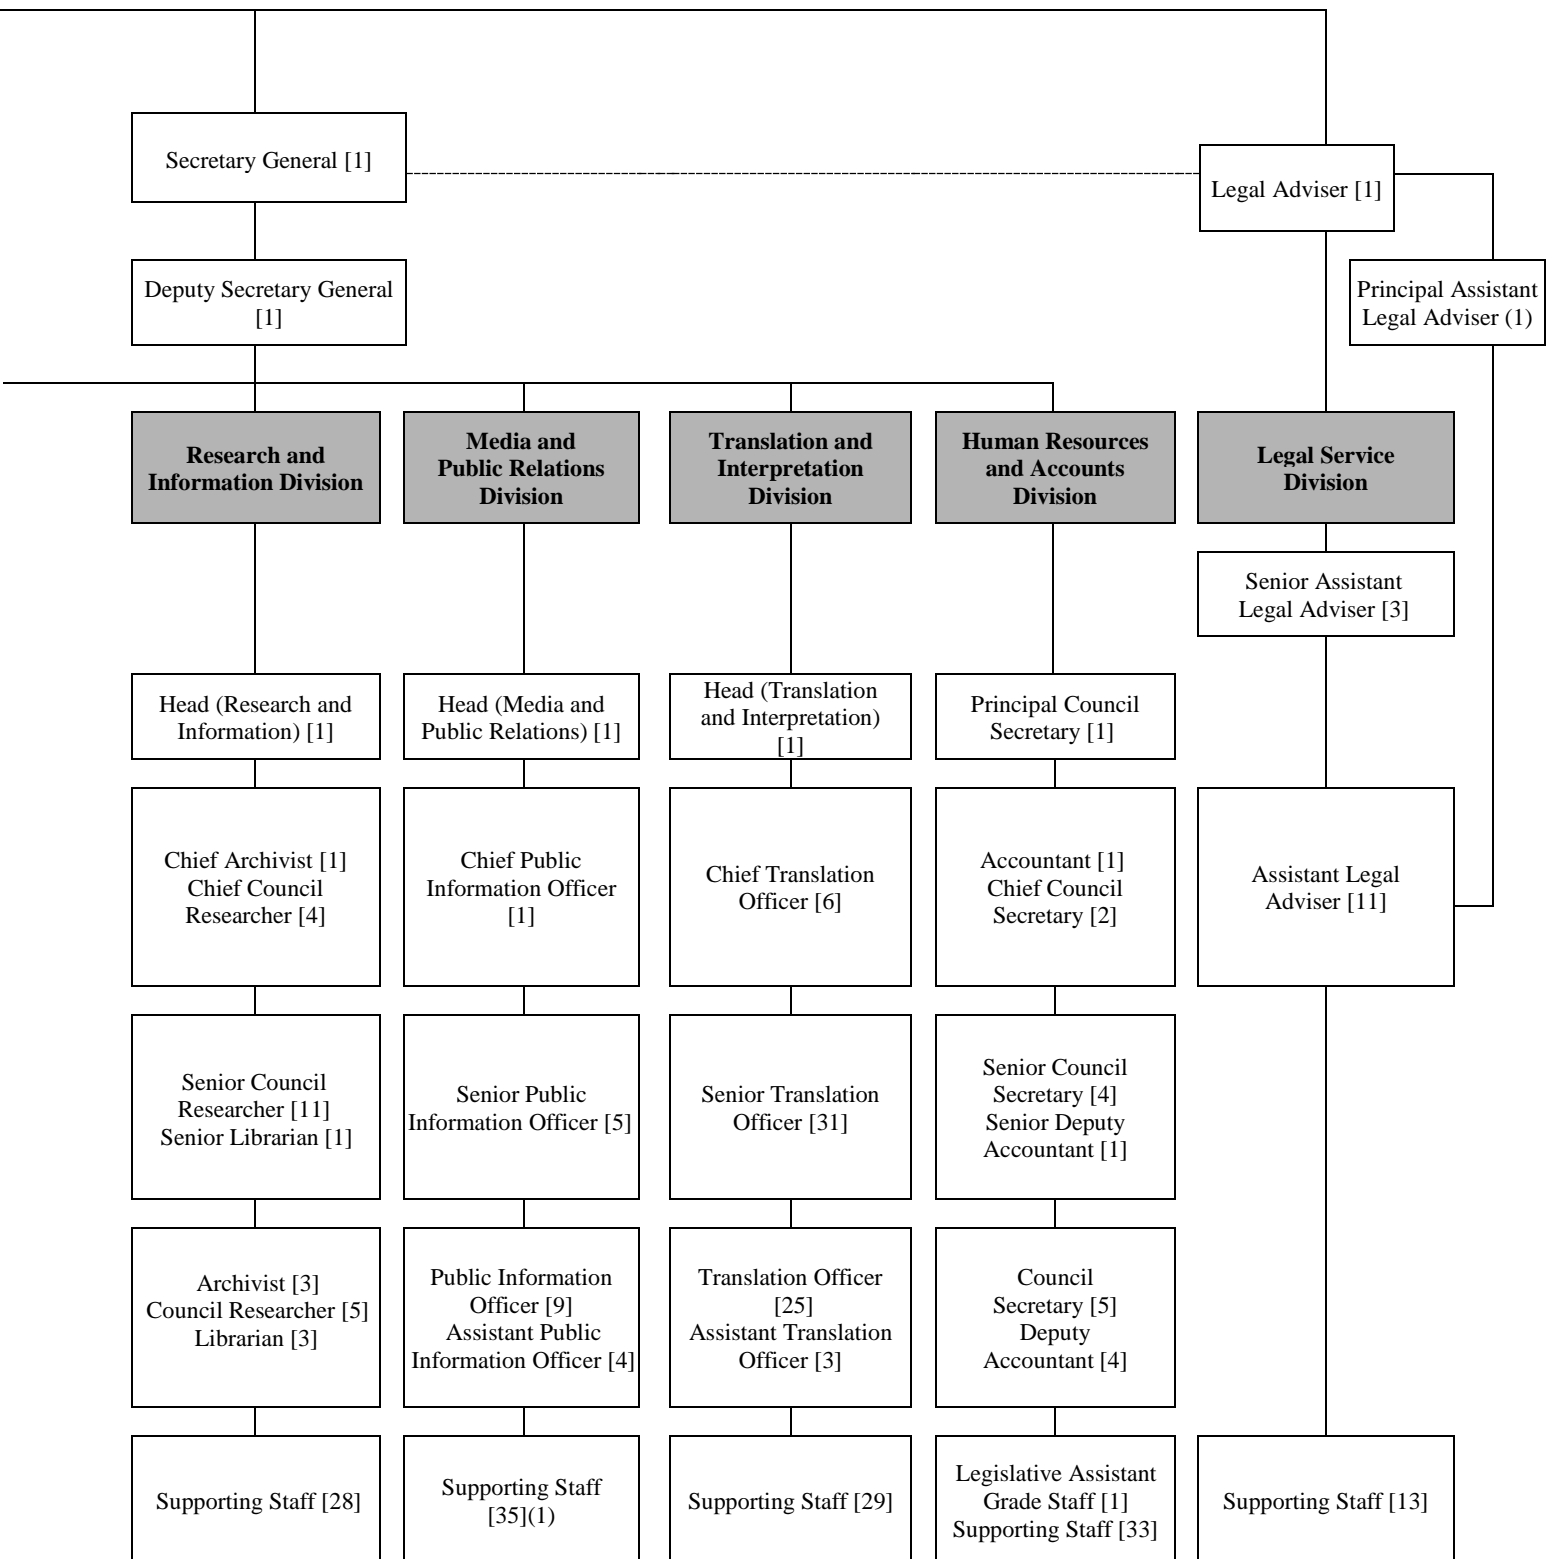 Secretary General [1]
Legal Adviser [1]
Deputy Secretary General
[1]
Principal Assistant
Legal Adviser (1)
Research and
Information Division
Media and
Public Relations
Division
Translation and
Interpretation
Division
Human Resources
and Accounts
Division
Legal Service
Division
Senior Assistant
Legal Adviser [3]
Head (Research and
Information) [1]
Head (Media and
Public Relations) [1]
Head (Translation
and Interpretation)
[1]
Principal Council
Secretary [1]
Chief Archivist [1]
Chief Council
Researcher [4]
Chief Public
Information Officer
[1]
Chief Translation
Officer [6]
Accountant [1]
Chief Council
Secretary [2]
Assistant Legal
Adviser [11]
Senior Council
Researcher [11]
Senior Librarian [1]
Senior Public
Information Officer [5]
Senior Translation
Officer [31]
Senior Council
Secretary [4]
Senior Deputy
Accountant [1]
Archivist [3]
Council Researcher [5]
Librarian [3]
Public Information
Officer [9]
Assistant Public
Information Officer [4]
Translation Officer
[25]
Assistant Translation
Officer [3]
Council
Secretary [5]
Deputy
Accountant [4]
Supporting Staff [28]
Supporting Staff
[35](1)
Supporting Staff [29]
Legislative Assistant
Grade Staff [1]
Supporting Staff [33]
Supporting Staff [13]